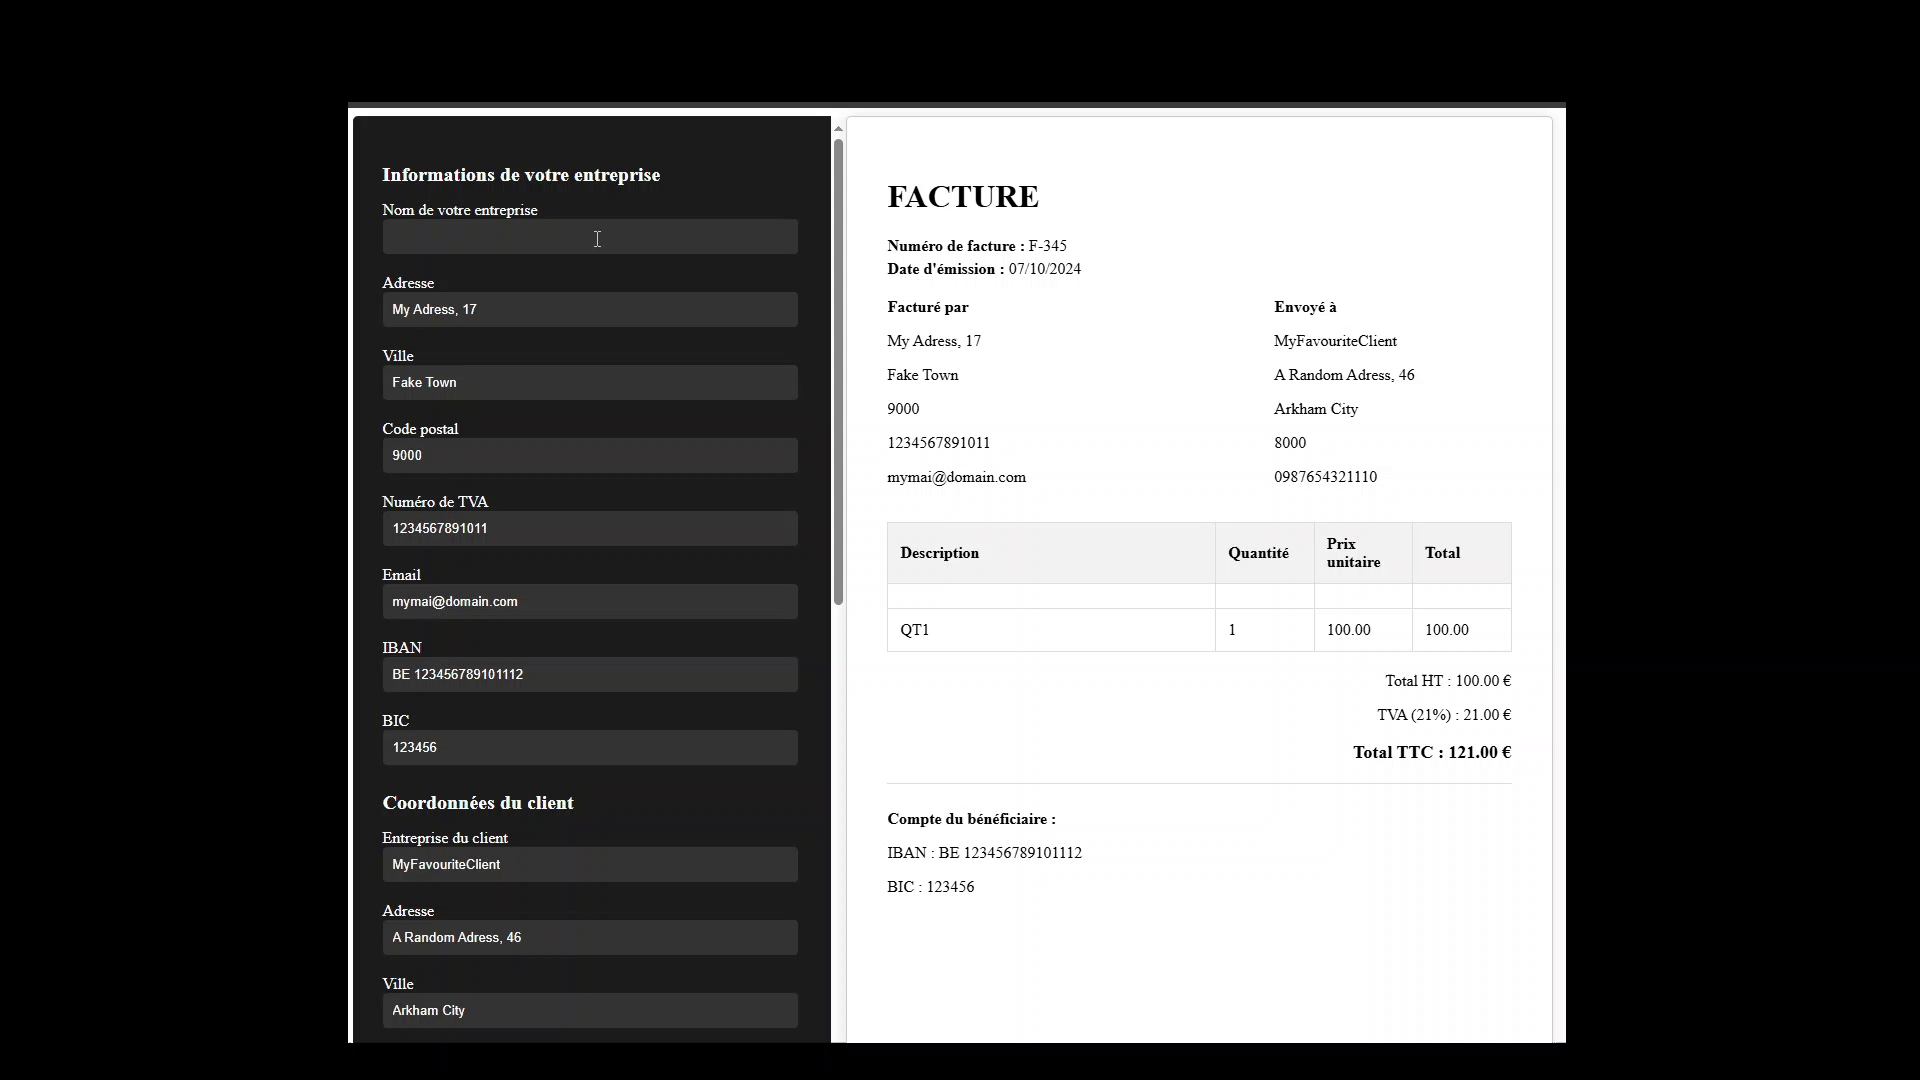 Informations de votre entreprise
Nom de votre entreprise
Adresse
My Adress, 17
Ville
Fake Town
Code postal
9000
Numéro de TVA
1234567891011
Email
mymai@domain.com
IBAN
BE 123456789101112
BIC
123456
Coordonnées du client
Entreprise du client
MyFavouriteClient
Adresse
A Random Adress, 46
Ville
Arkham City
FACTURE
Numéro de facture : F-345
Date d'émission : 07/10/2024
Facturé par
My Adress, 17
Fake Town
9000
1234567891011
mymai@domain.com
Envoyé à
MyFavouriteClient
A Random Adress, 46
Arkham City
8000
0987654321110
Description Quantité Prix unitaire Total
QT1 1 100.00 100.00
Total HT : 100.00 €
TVA (21%) : 21.00 €
Total TTC : 121.00 €
Compte du bénéficiaire :
IBAN : BE 123456789101112
BIC : 123456